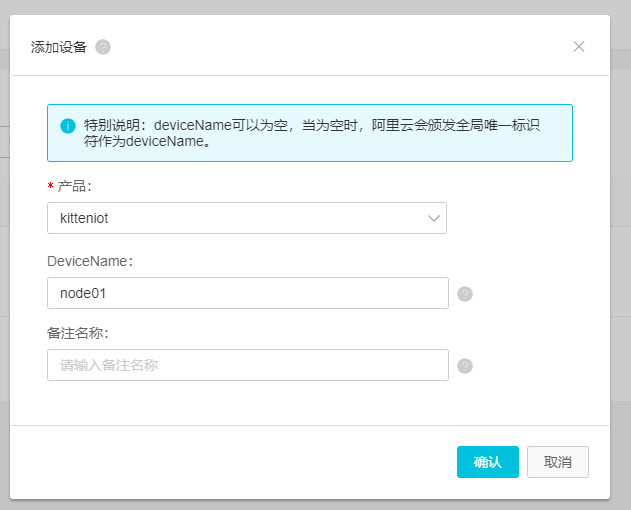 添加设备 ?
特别说明：deviceName可以为空，当为空时，阿里云会颁发全局唯一标识
符作为deviceName。
* 产品：
kitteniot
DeviceName：
node01
?
备注名称：
请输入备注名称
?
确认 取消